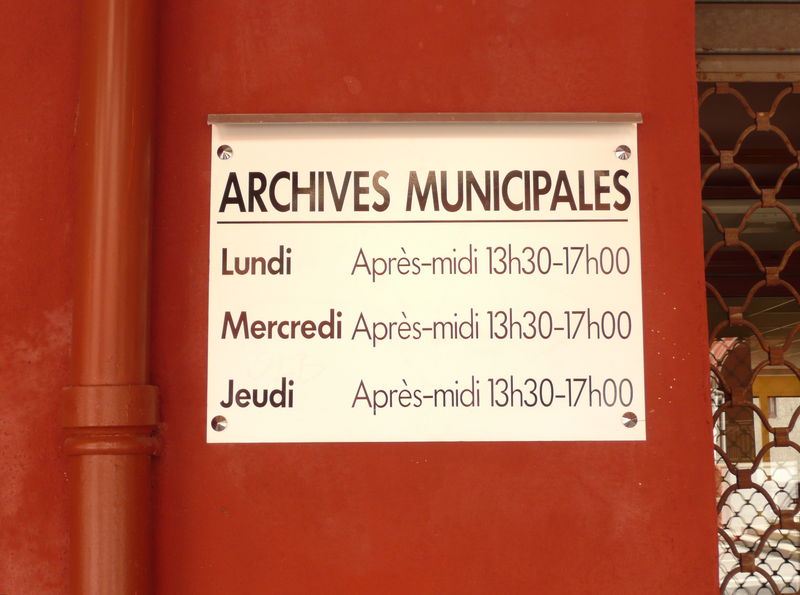 ARCHIVES MUNICIPALES
Lundi Après-midi 13h30-17h00
Mercredi Après-midi 13h30-17h00
Jeudi Après-midi 13h30-17h00